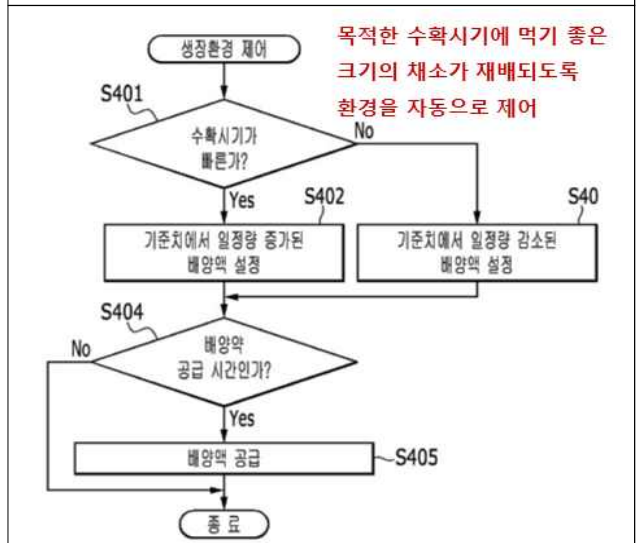 생장환경 제어
목적한 수확시기에 먹기 좋은
크기의 채소가 재배되도록
환경을 자동으로 제어
S401
수확시기가
빠른가?
No
Yes
S402
S40
기준치에서 일정량 증가된
배양액 설정
기준치에서 일정량 감소된
배양액 설정
S404
No
배양약
공급 시간인가?
Yes
배양액 공급
S405
종 료